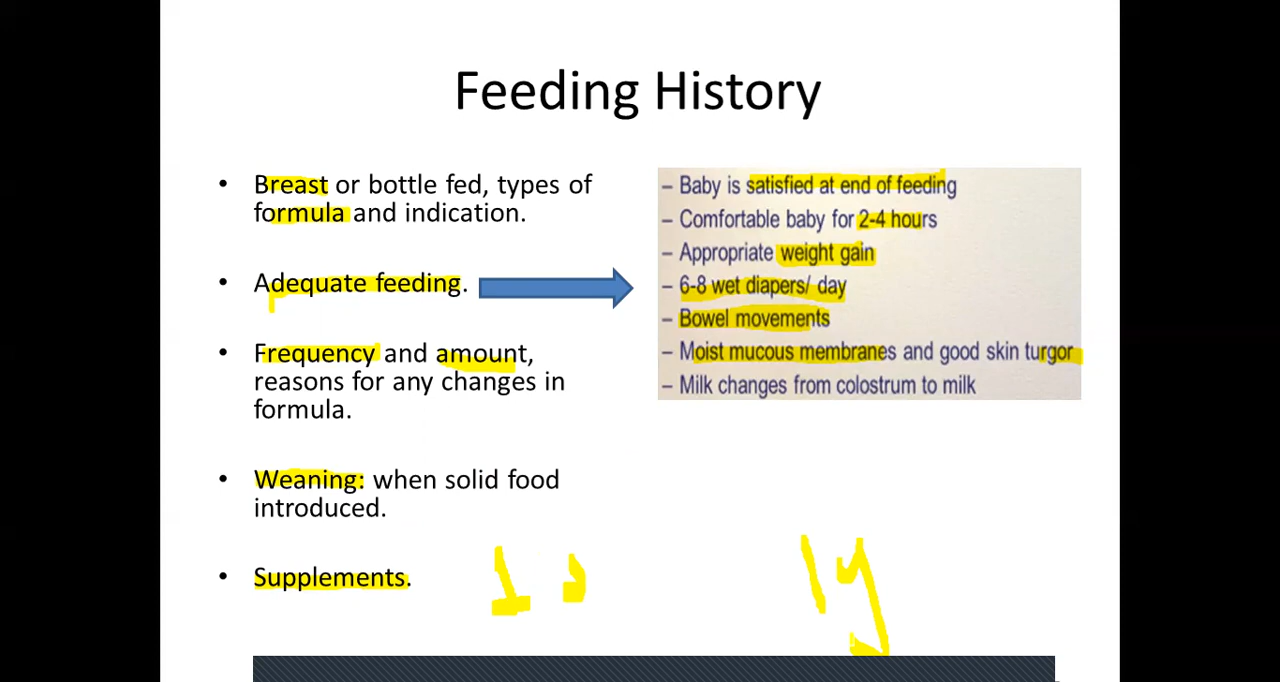 Feeding History
• Breast or bottle fed, types of
formula and indication.
• Adequate feeding.
• Frequency and amount,
reasons for any changes in
formula.
• Weaning: when solid food
introduced.
• Supplements.
– Baby is satisfied at end of feeding
– Comfortable baby for 2-4 hours
– Appropriate weight gain
– 6-8 wet diapers/ day
– Bowel movements
– Moist mucous membranes and good skin turgor
– Milk changes from colostrum to milk
1y